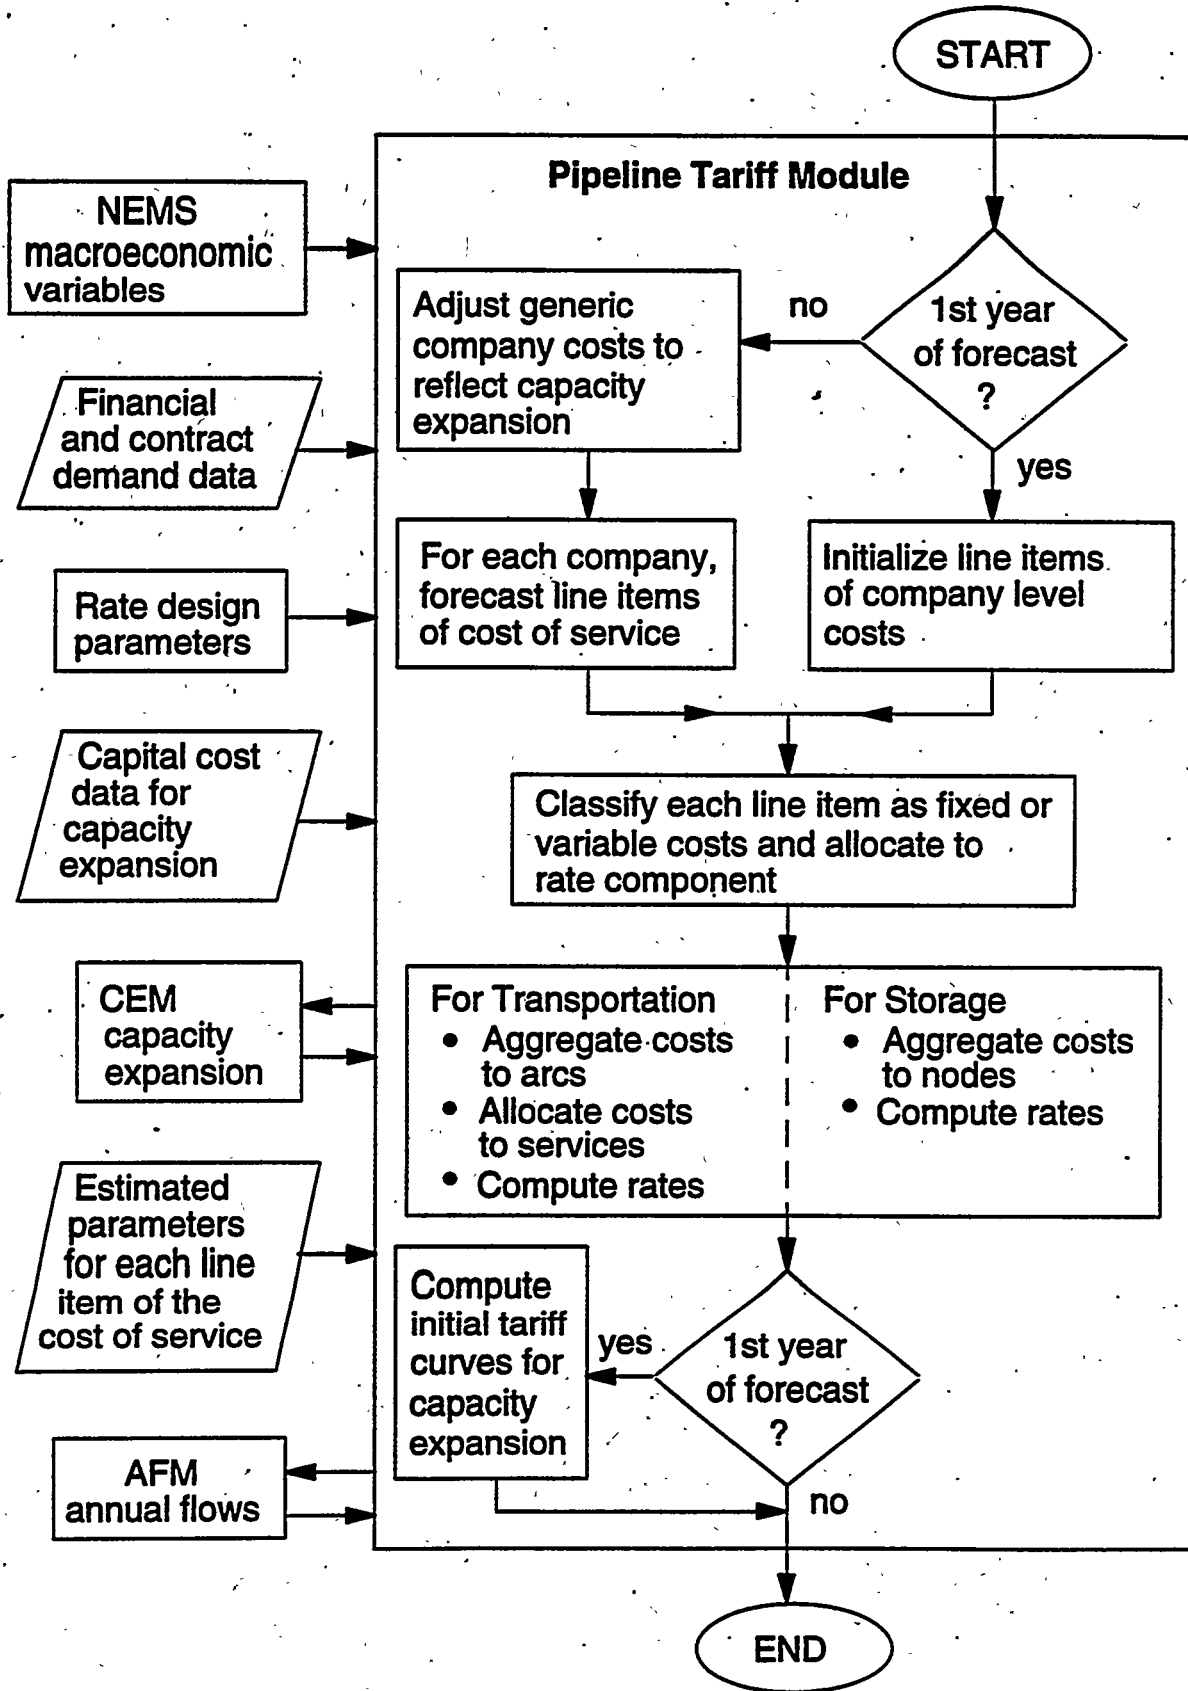 START
Pipeline Tariff Module
NEMS
macroeconomic
variables
Financial
and contract
demand data
Rate design
parameters
Capital cost
data for
capacity
expansion
CEM
capacity
expansion
Estimated
parameters
for each line
item of the
cost of service
AFM
annual flows
1st year
of forecast
?
no
yes
Adjust generic
company costs to
reflect capacity
expansion
For each company,
forecast line items
of cost of service
Initialize line items
of company level
costs
Classify each line item as fixed or
variable costs and allocate to
rate component
For Transportation
• Aggregate costs
to arcs
• Allocate costs
to services
• Compute rates
For Storage
• Aggregate costs
to nodes
• Compute rates
1st year
of forecast
?
yes
no
Compute
initial tariff
curves for
capacity
expansion
END